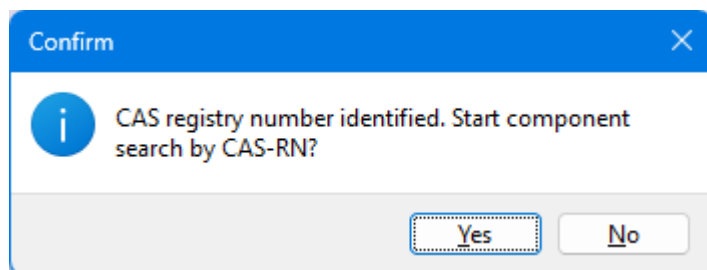 Confirm
CAS registry number identified. Start component
search by CAS-RN?
Yes
No